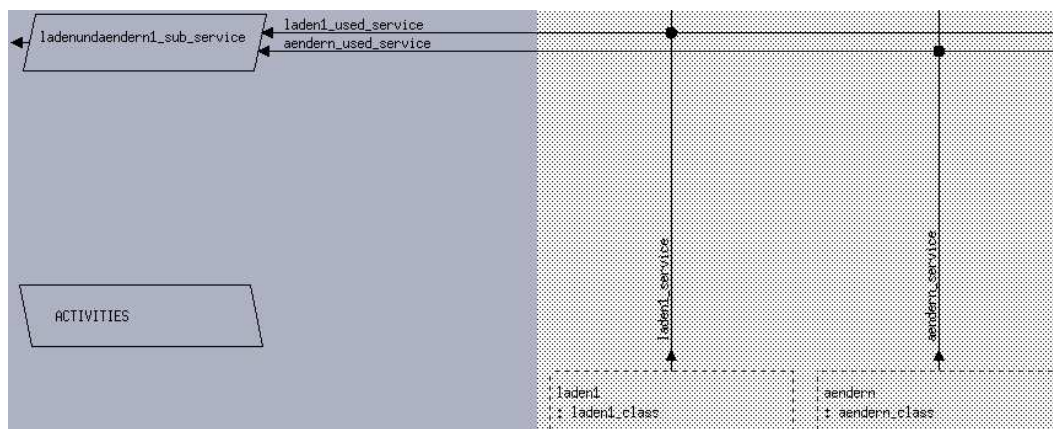 laden1_used_service
ladenundaendern1_sub_service
aendern_used_service
laden1_service
aendern_service
ACTIVITIES
laden1
: laden1_class
aendern
: aendern_class